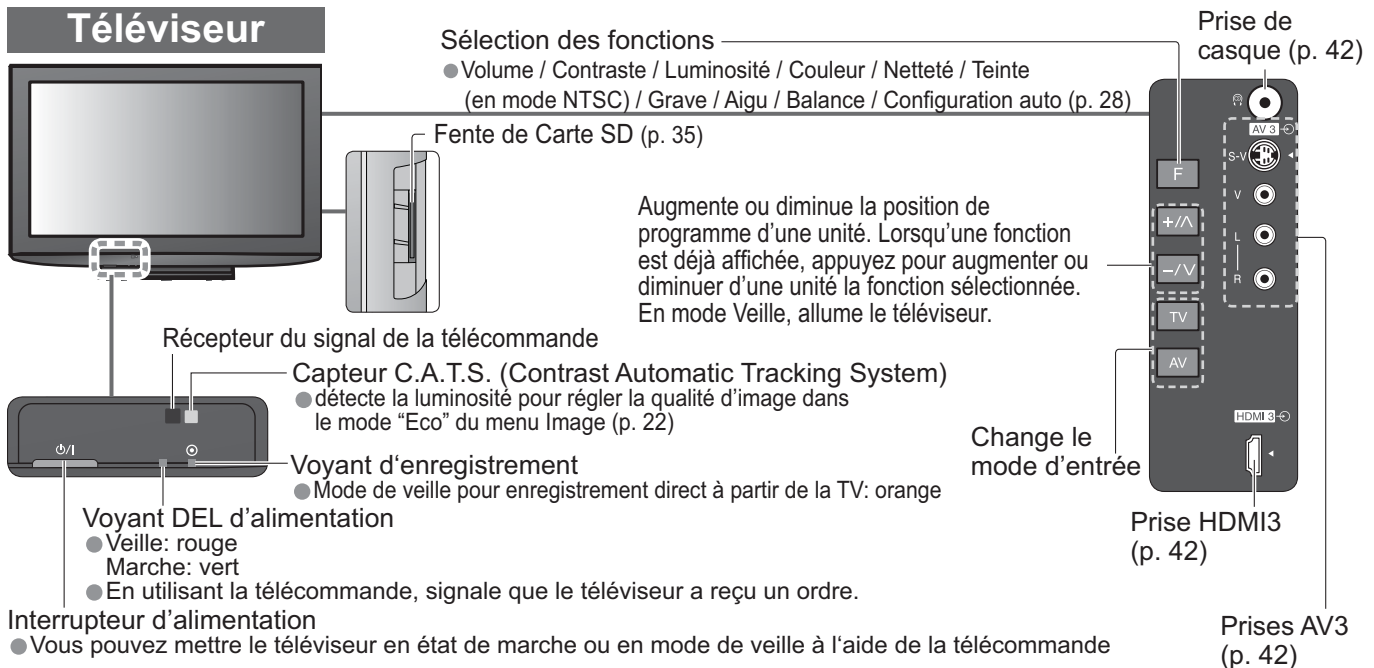 Téléviseur
Sélection des fonctions
●Volume / Contraste / Luminosité / Couleur / Netteté / Teinte
(en mode NTSC) / Grave / Aigu / Balance / Configuration auto (p. 28)
Prise de
casque (p. 42)
Fente de Carte SD (p. 35)
Augmente ou diminue la position de
programme d'une unité. Lorsqu'une fonction
est déjà affichée, appuyez pour augmenter ou
diminuer d'une unité la fonction sélectionnée.
En mode Veille, allume le téléviseur.
AV 3
S-V
V
L
R
F
+/∧
−/∨
TV
AV
HDMI 3
Récepteur du signal de la télécommande
Capteur C.A.T.S. (Contrast Automatic Tracking System)
●détecte la luminosité pour régler la qualité d'image dans
le mode “Eco” du menu Image (p. 22)
Change le
mode d'entrée
⏻/I
Voyant d‘enregistrement
●Mode de veille pour enregistrement direct à partir de la TV: orange
Voyant DEL d'alimentation
●Veille: rouge
Marche: vert
●En utilisant la télécommande, signale que le téléviseur a reçu un ordre.
Prise HDMI3
(p. 42)
Interrupteur d'alimentation
●Vous pouvez mettre le téléviseur en état de marche ou en mode de veille à l‘aide de la télécommande
Prises AV3
(p. 42)